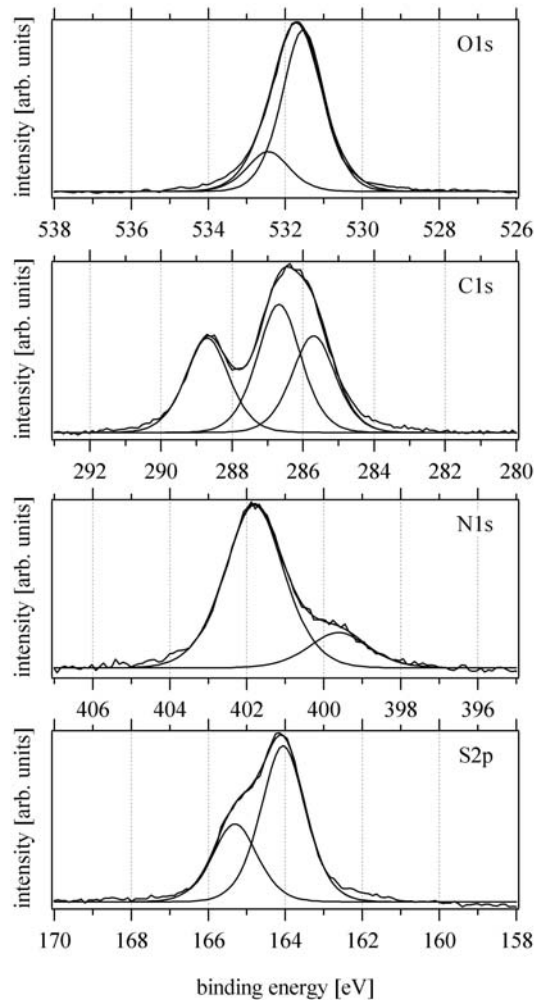 intensity [arb. units]
O1s
538 536 534 532 530 528 526
intensity [arb. units]
C1s
292 290 288 286 284 282 280
intensity [arb. units]
N1s
406 404 402 400 398 396
intensity [arb. units]
S2p
170 168 166 164 162 160 158
binding energy [eV]